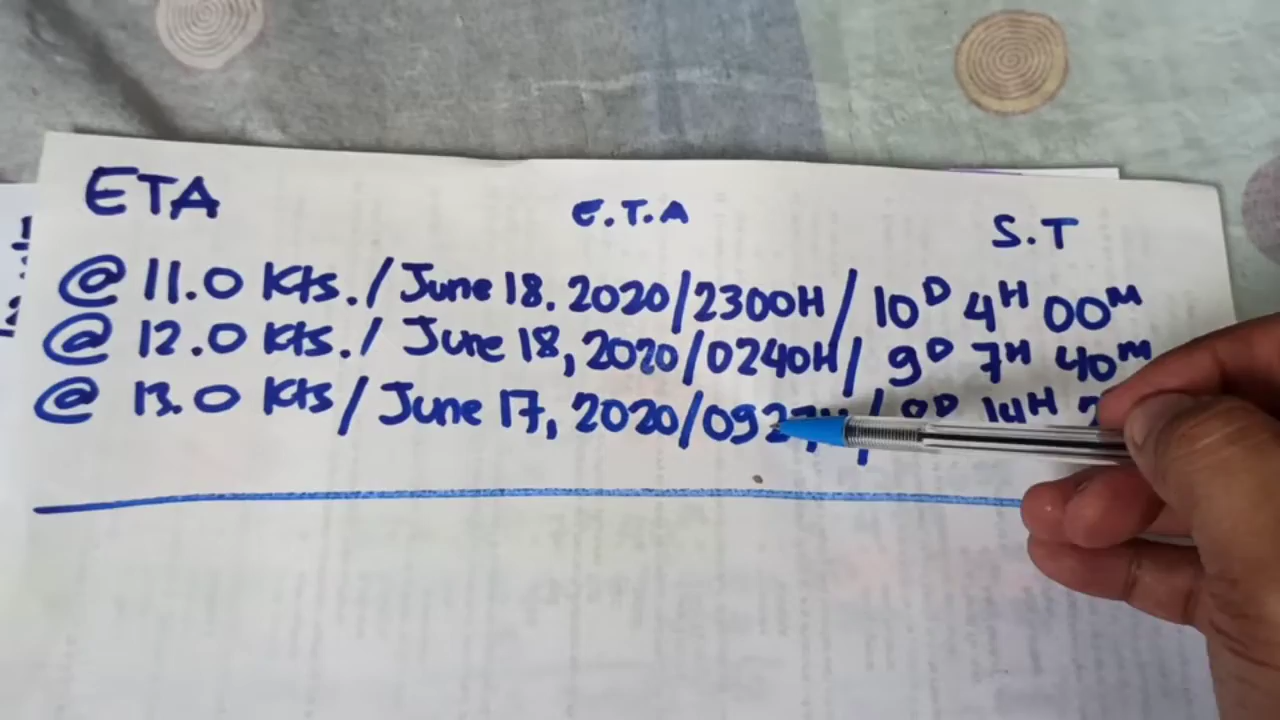 ETA E.T.A S.T
@ 11.0 Kts. / June 18. 2020 / 2300H / 10D 4H 00M
@ 12.0 Kts. / June 18, 2020 / 0240H / 9D 7H 40M
@ 13.0 Kts / June 17, 2020 / 14H